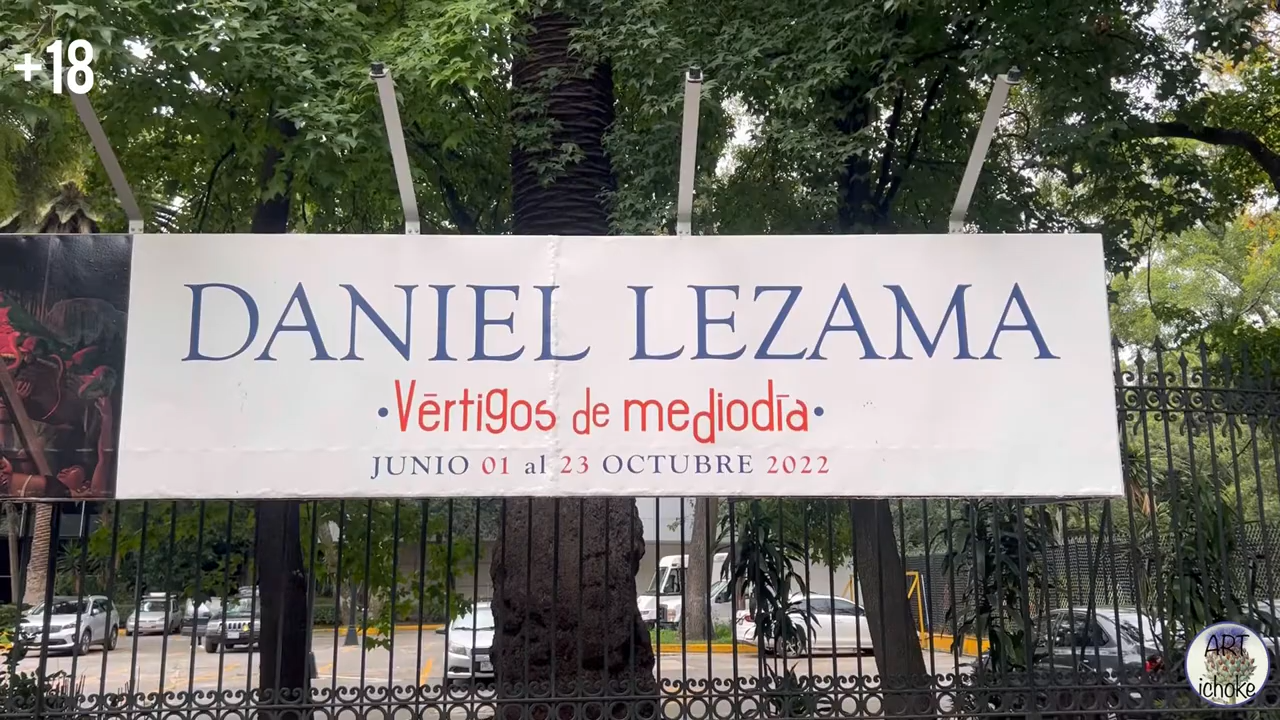 +18
DANIEL LEZAMA
•Vērtigos de mediodīa•
JUNIO 01 al 23 OCTUBRE 2022
ART
ichoke